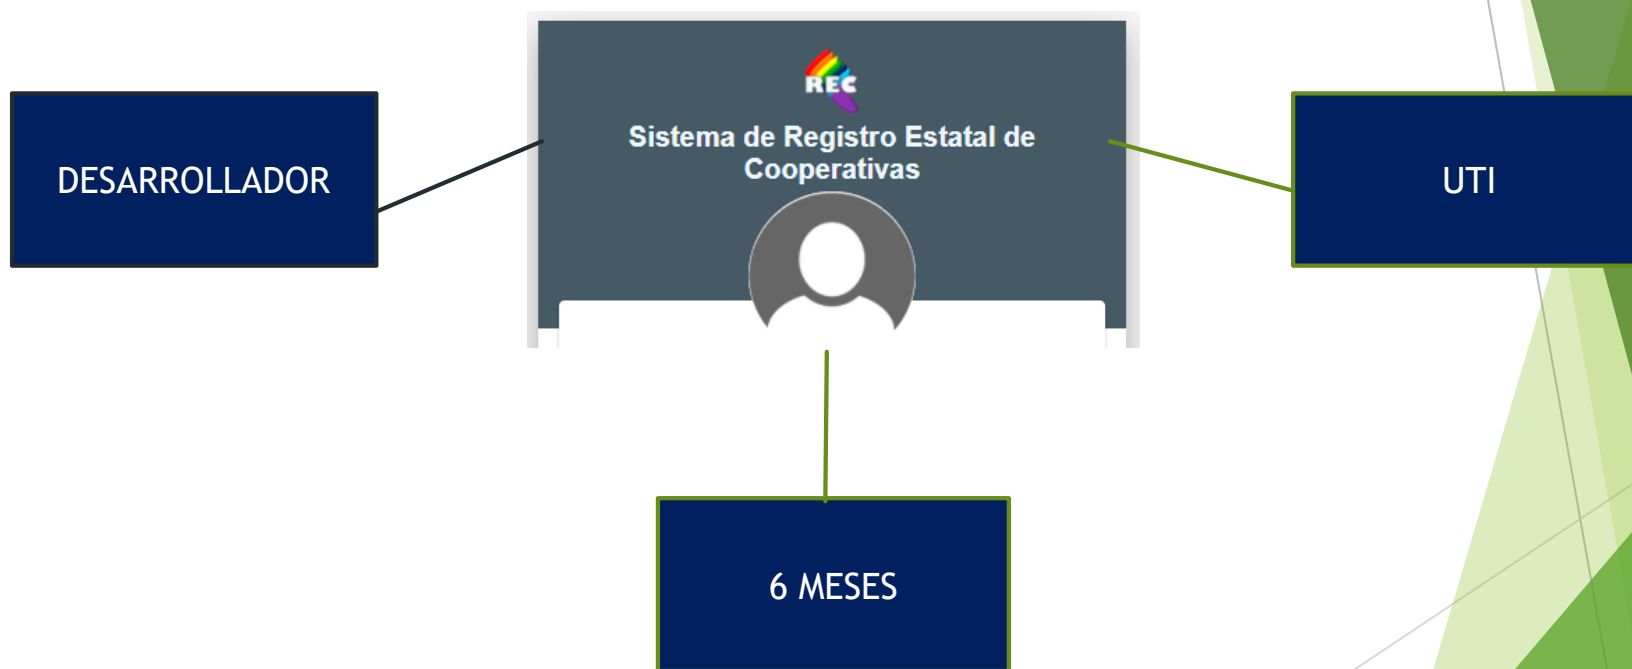 REC
Sistema de Registro Estatal de
Cooperativas
DESARROLLADOR
UTI
6 MESES